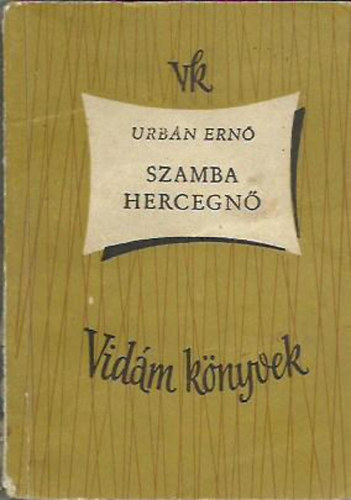 vk
URBÁN ERNŐ
SZAMBA
HERCEGNŐ
Vidám könyvek